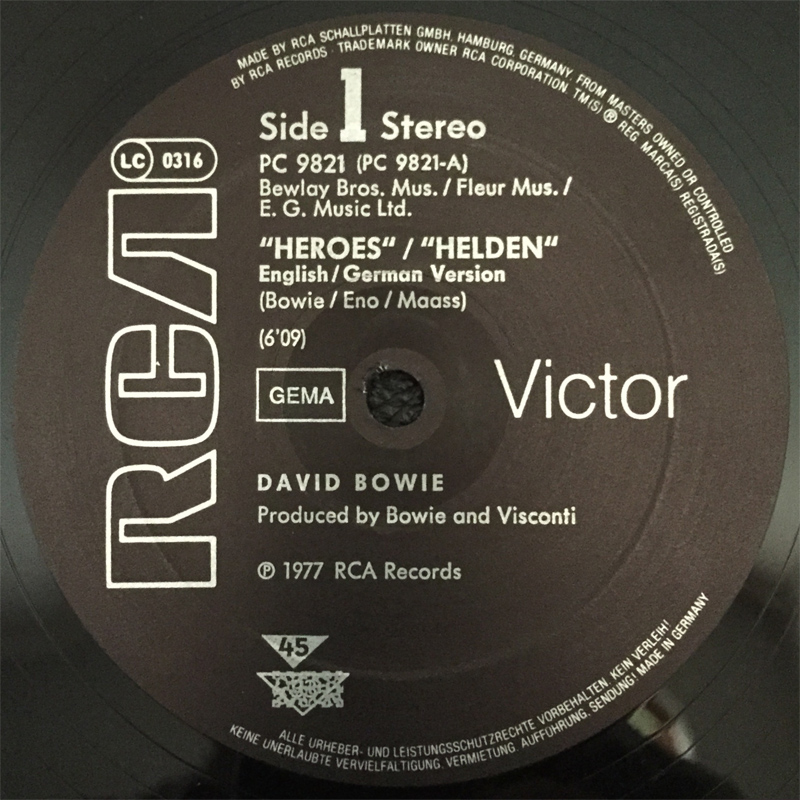 MADE BY RCA SCHALLPLATTEN GMBH, HAMBURG, GERMANY, FROM MASTERS OWNED OR CONTROLLED
BY RCA RECORDS · TRADEMARK OWNER RCA CORPORATION TM(S) ® REG MARCA(S) REGISTRADA(S)
Side 1 Stereo
LC 0316
PC 9821 (PC 9821-A)
Bewlay Bros. Mus. / Fleur Mus. /
E. G. Music Ltd.
"HEROES" / "HELDEN"
English / German Version
(Bowie / Eno / Maass)
(6'09)
GEMA
RCA
Victor
DAVID BOWIE
Produced by Bowie and Visconti
℗ 1977 RCA Records
45
ALLE URHEBER- UND LEISTUNGSSCHUTZRECHTE VORBEHALTEN. KEIN VERLEIH!
KEINE UNERLAUBTE VERVIELFALTIGUNG, VERMIETUNG, AUFFÜHRUNG, SENDUNG! MADE IN GERMANY